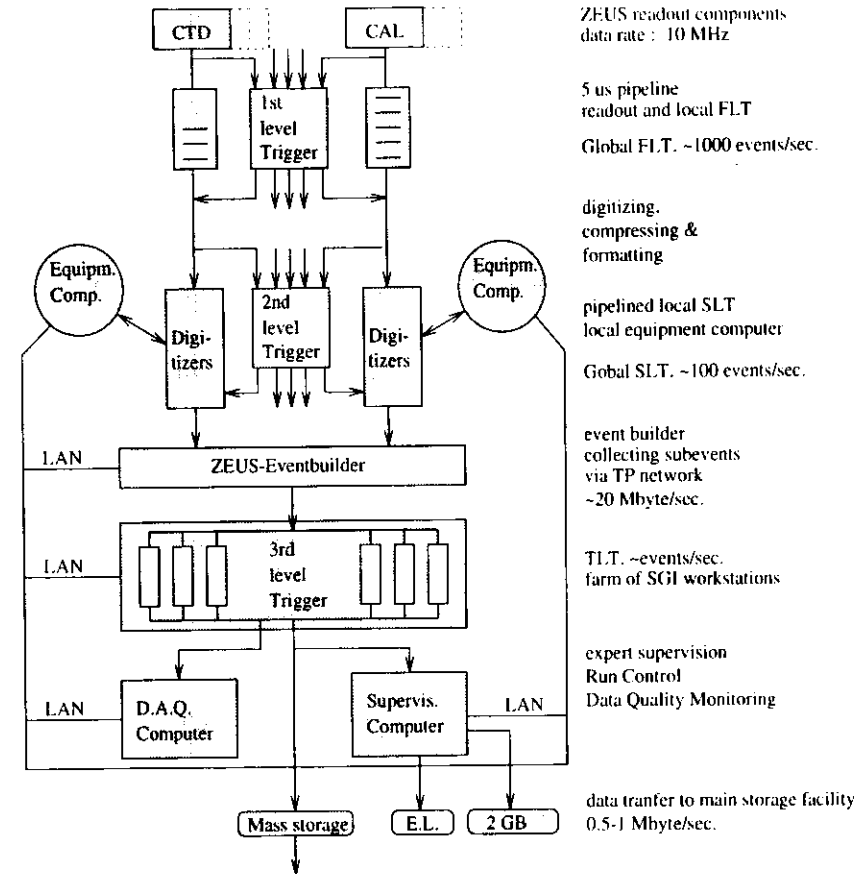 CTD
CAL
ZEUS readout components
data rate : 10 MHz
1st
level
Trigger
5 us pipeline
readout and local FLT
Global FLT. ~1000 events/sec.
digitizing,
compressing &
formatting
Equipm.
Comp.
Equipm.
Comp.
Digi-
tizers
2nd
level
Trigger
Digi-
tizers
pipelined local SLT
local equipment computer
Gobal SLT. ~100 events/sec.
LAN
ZEUS-Eventbuilder
event builder
collecting subevents
via TP network
~20 Mbyte/sec.
LAN
3rd
level
Trigger
TLT. ~events/sec.
farm of SGI workstations
LAN
D.A.Q.
Computer
Supervis.
Computer
LAN
expert supervision
Run Control
Data Quality Monitoring
Mass storage
E.L.
2 GB
data tranfer to main storage facility
0.5-1 Mbyte/sec.